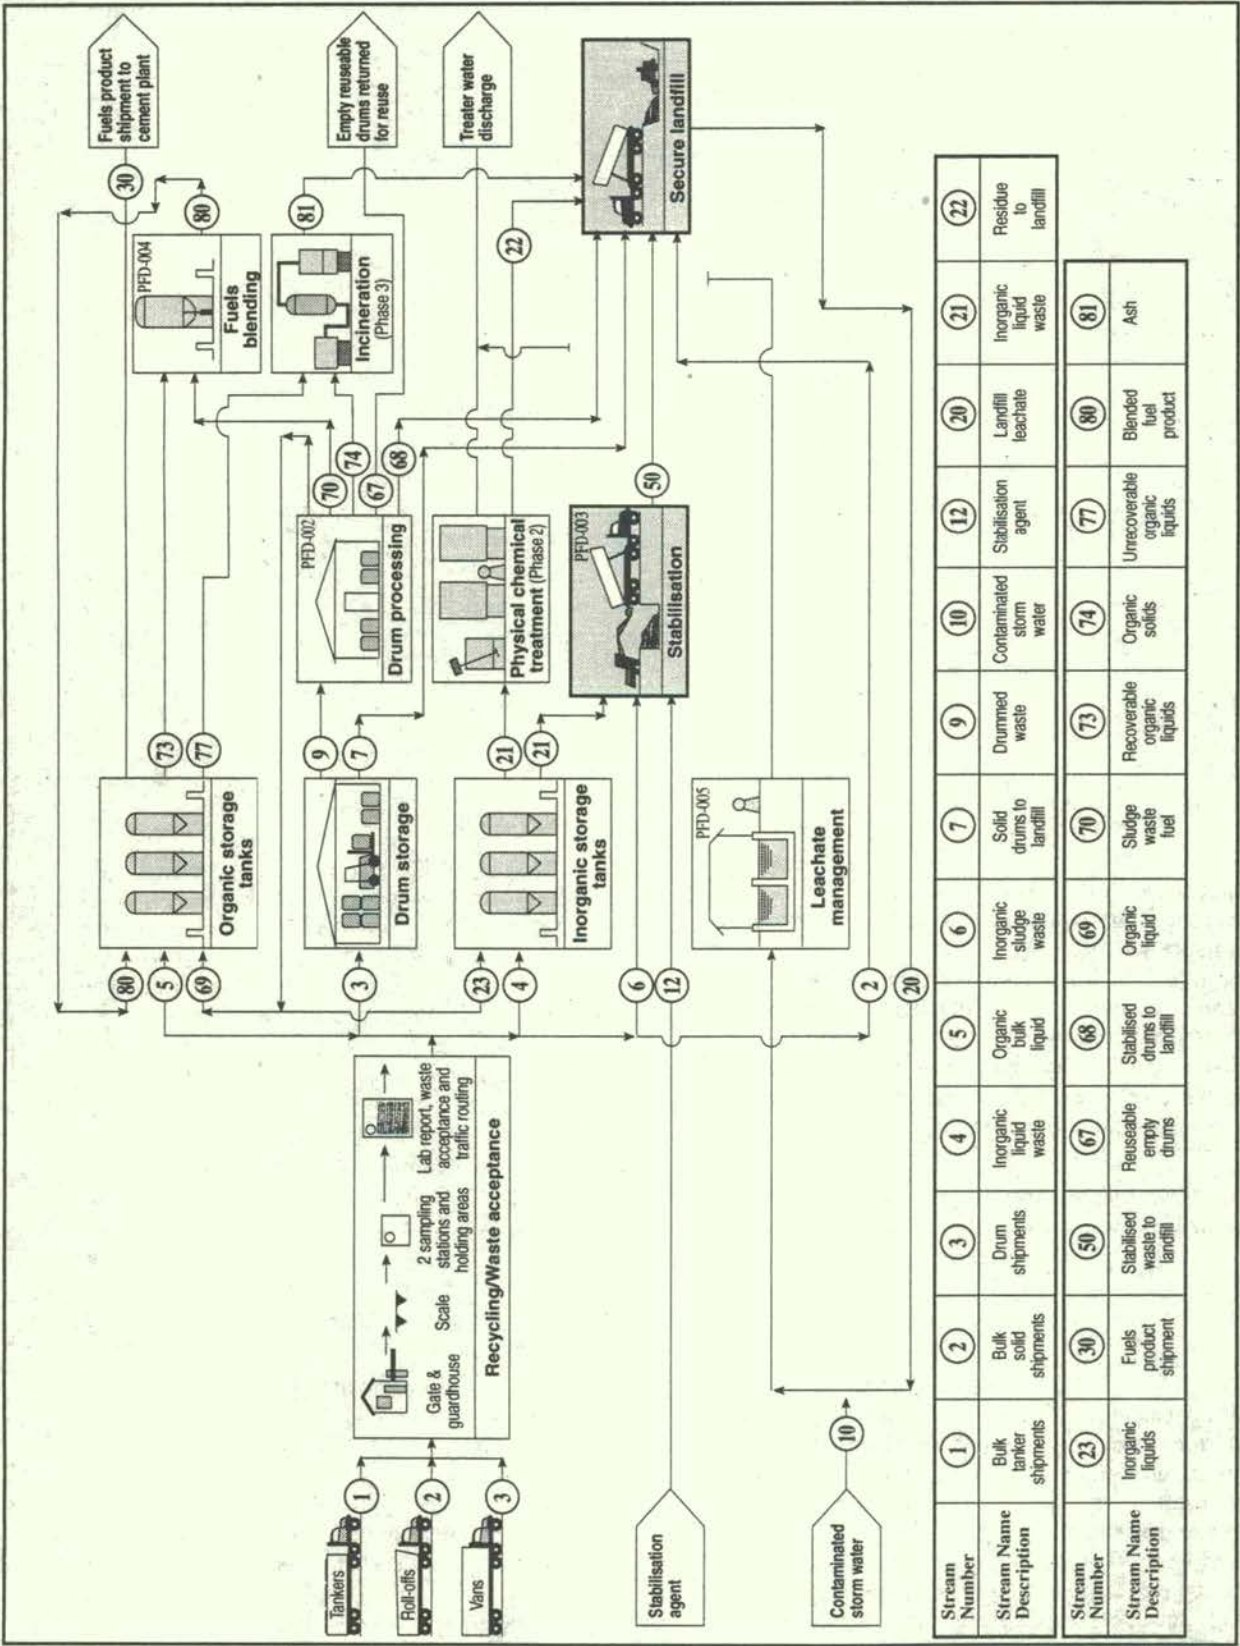 Tankers
Roll-offs
Vans
1
2
3
Gate &
guardhouse
Scale
2 sampling
stations and
holding areas
Lab report, waste
acceptance and
traffic routing
Recycling/Waste acceptance
Stabilisation
agent
Contaminated
storm water
10
80
5
69
3
23
4
6
12
2
20
Organic storage
tanks
Drum storage
Inorganic storage
tanks
PFD-005
Leachate
management
73
77
9
7
21
21
PFD-002
Drum processing
Physical chemical
treatment (Phase 2)
PFD-003
Stabilisation
70
74
67
68
50
PFD-004
Fuels
blending
Incineration
(Phase 3)
30
80
81
22
Fuels product
shipment to
cement plant
Empty reuseable
drums returned
for reuse
Treater water
discharge
Secure landfill
Stream
Number
1
2
3
4
5
6
7
9
10
12
20
21
22
Stream Name
Description
Bulk
tanker
shipments
Bulk
solid
shipments
Drum
shipments
Inorganic
liquid
waste
Organic
bulk
liquid
Inorganic
sludge
waste
Solid
drums to
landfill
Drummed
waste
Contaminated
storm
water
Stabilisation
agent
Landfill
leachate
Inorganic
liquid
waste
Residue
to
landfill
Stream
Number
23
30
50
67
68
69
70
73
74
77
80
81
Stream Name
Description
Inorganic
liquids
Fuels
product
shipment
Stabilised
waste to
landfill
Reuseable
empty
drums
Stabilised
drums to
landfill
Organic
liquid
Sludge
waste
fuel
Recoverable
organic
liquids
Organic
solids
Unrecoverable
organic
liquids
Blended
fuel
product
Ash